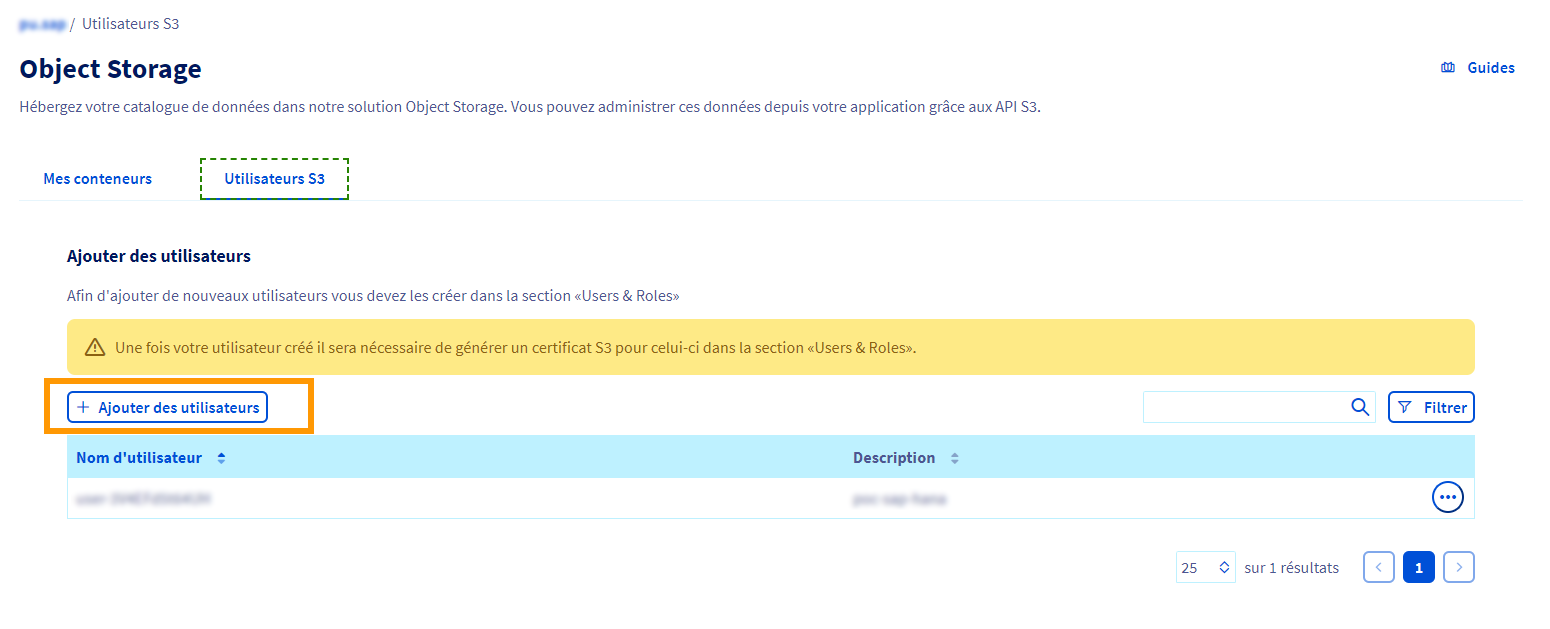 / Utilisateurs S3
Object Storage
Guides
Hébergez votre catalogue de données dans notre solution Object Storage. Vous pouvez administrer ces données depuis votre application grâce aux API S3.
Mes conteneurs
Utilisateurs S3
Ajouter des utilisateurs
Afin d'ajouter de nouveaux utilisateurs vous devez les créer dans la section «Users & Roles»
Une fois votre utilisateur créé il sera nécessaire de générer un certificat S3 pour celui-ci dans la section «Users & Roles».
Ajouter des utilisateurs
Filtrer
Nom d'utilisateur
Description
25
sur 1 résultats
1